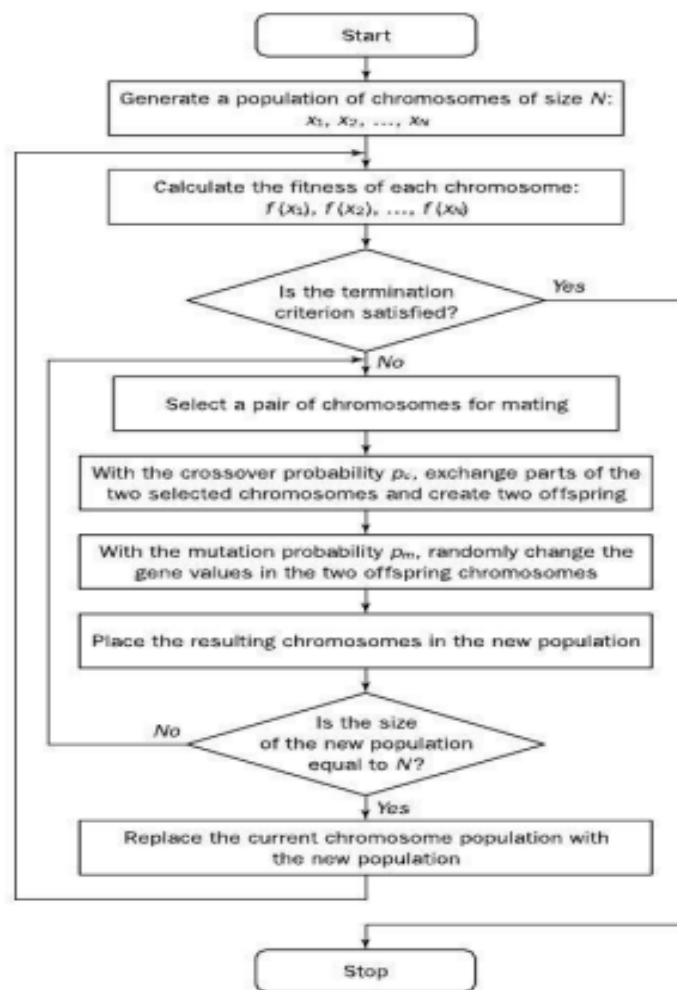 Start
Generate a population of chromosomes of size N:
x₁, x₂, ..., xN
Calculate the fitness of each chromosome:
f (x₁), f (x₂), ..., f (xN)
Is the termination
criterion satisfied?
Yes
No
Select a pair of chromosomes for mating
With the crossover probability pc, exchange parts of the
two selected chromosomes and create two offspring
With the mutation probability pm, randomly change the
gene values in the two offspring chromosomes
Place the resulting chromosomes in the new population
Is the size
of the new population
equal to N?
No
Yes
Replace the current chromosome population with
the new population
Stop